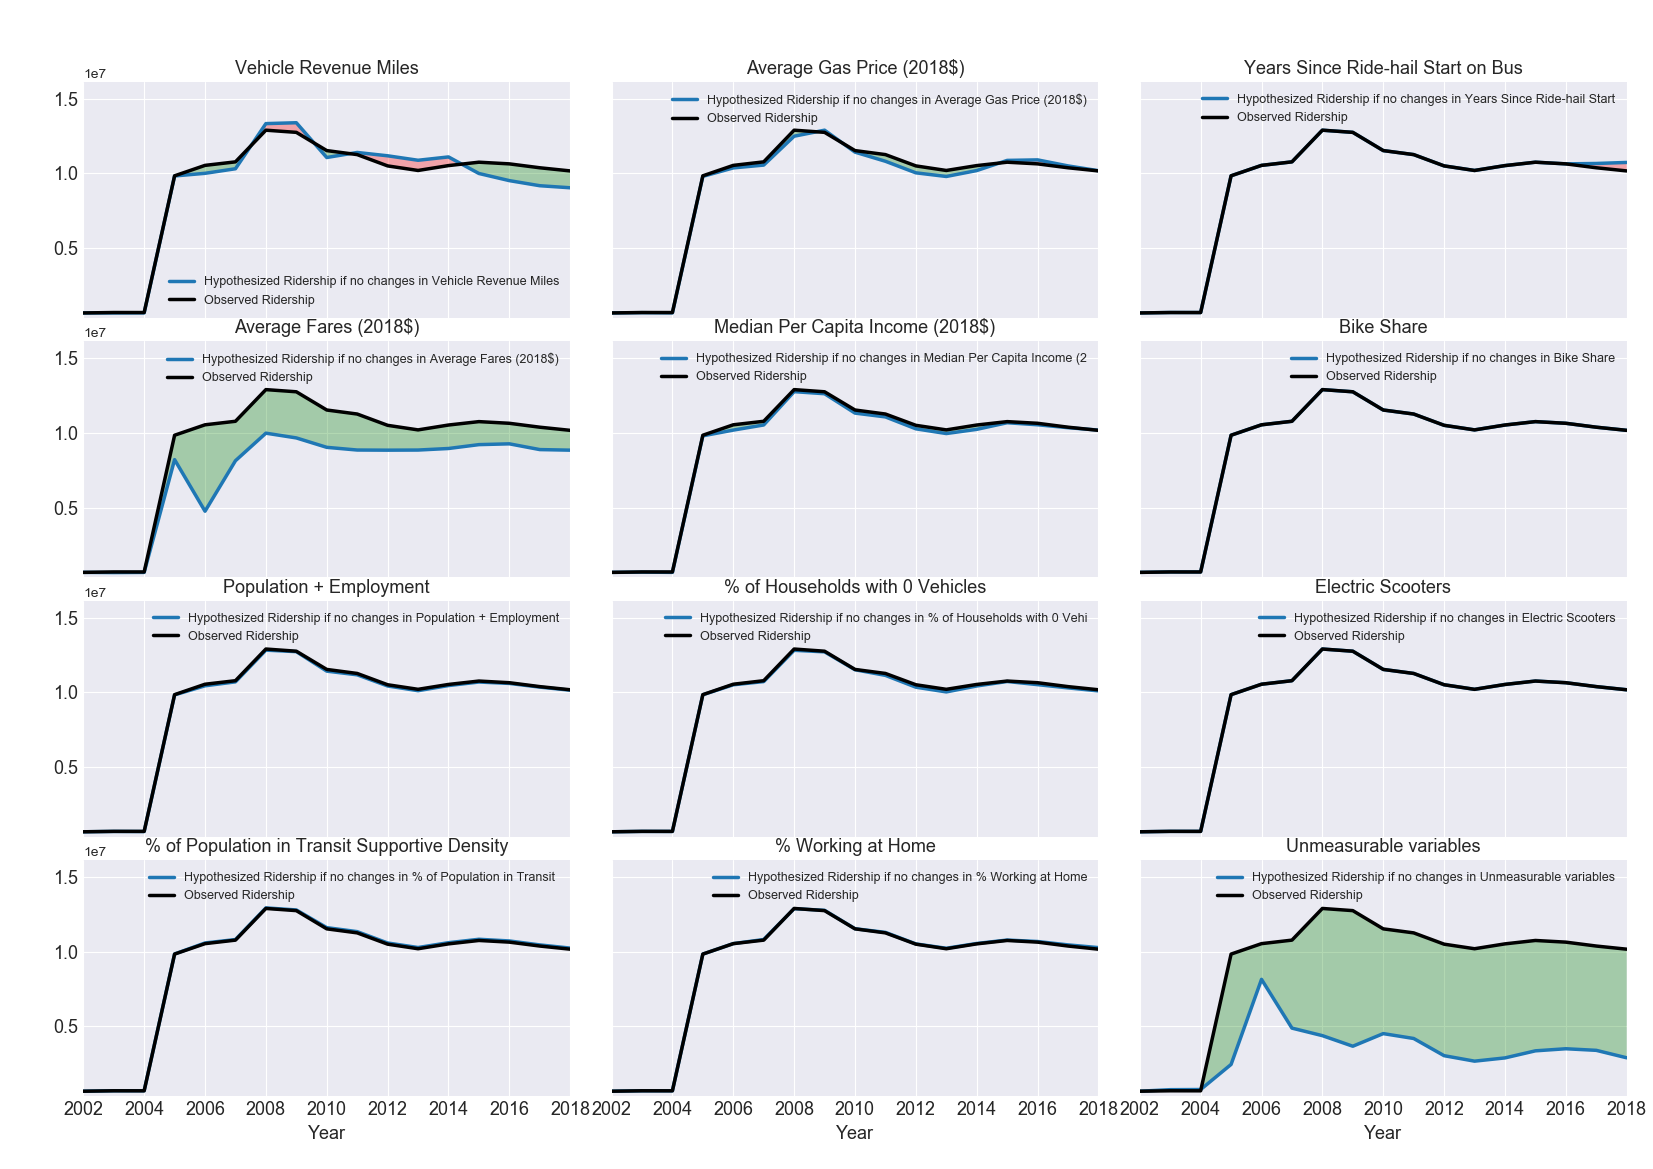 Vehicle Revenue Miles
1e7
1.5
1.0
0.5
Hypothesized Ridership if no changes in Vehicle Revenue Miles
Observed Ridership
Average Gas Price (2018$)
Hypothesized Ridership if no changes in Average Gas Price (2018$)
Observed Ridership
Years Since Ride-hail Start on Bus
Hypothesized Ridership if no changes in Years Since Ride-hail Start
Observed Ridership
Average Fares (2018$)
1e7
1.5
1.0
0.5
Hypothesized Ridership if no changes in Average Fares (2018$)
Observed Ridership
Median Per Capita Income (2018$)
Hypothesized Ridership if no changes in Median Per Capita Income (2
Observed Ridership
Bike Share
Hypothesized Ridership if no changes in Bike Share
Observed Ridership
Population + Employment
1e7
1.5
1.0
0.5
Hypothesized Ridership if no changes in Population + Employment
Observed Ridership
% of Households with 0 Vehicles
Hypothesized Ridership if no changes in % of Households with 0 Vehi
Observed Ridership
Electric Scooters
Hypothesized Ridership if no changes in Electric Scooters
Observed Ridership
% of Population in Transit Supportive Density
1e7
1.5
1.0
0.5
Hypothesized Ridership if no changes in % of Population in Transit
Observed Ridership
2002 2004 2006 2008 2010 2012 2014 2016 2018
Year
% Working at Home
Hypothesized Ridership if no changes in % Working at Home
Observed Ridership
2002 2004 2006 2008 2010 2012 2014 2016 2018
Year
Unmeasurable variables
Hypothesized Ridership if no changes in Unmeasurable variables
Observed Ridership
2002 2004 2006 2008 2010 2012 2014 2016 2018
Year